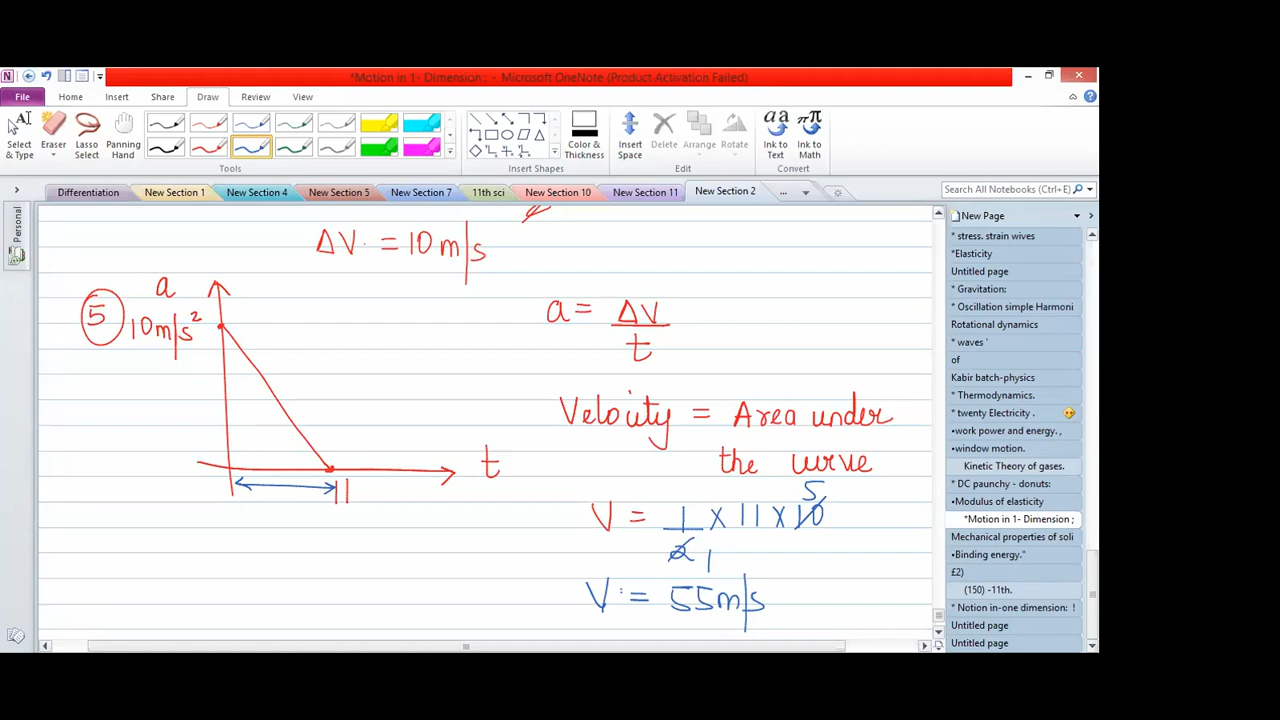 *Motion in 1- Dimension : - Microsoft OneNote (Product Activation Failed)
File Home Insert Share Draw Review View
Select & Type
Eraser
Lasso Select
Panning Hand
Tools
Insert Shapes
Color & Thickness
Insert Space
Delete
Arrange
Rotate
Edit
Ink to Text
Ink to Math
Convert
Differentiation New Section 1 New Section 4 New Section 5 New Section 7 11th sci New Section 10 New Section 11 New Section 2 ...
Search All Notebooks (Ctrl+E)
Personal
ΔV = 10m/s
5
a
10m/s²
t
11
a = ΔV/t
Velocity = Area under
the curve
V = 1/2 × 11 × 10
5
1
V = 55m/s
New Page
* stress. strain wives
*Elasticity
Untitled page
* Gravitation:
* Oscillation simple Harmoni
Rotational dynamics
* waves '
of
Kabir batch-physics
* Thermodynamics.
* twenty Electricity .
•work power and energy. ,
•window motion.
Kinetic Theory of gases.
* DC paunchy - donuts:
•Modulus of elasticity
*Motion in 1- Dimension ;
Mechanical properties of soli
•Binding energy."
£2)
(150) -11th.
* Notion in-one dimension: !
Untitled page
Untitled page